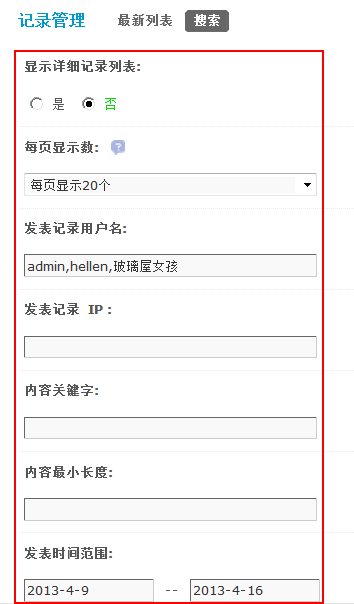 记录管理 最新列表 搜索
显示详细记录列表:
是 否
每页显示数: ?
每页显示20个
发表记录用户名:
admin,hellen,玻璃屋女孩
发表记录 IP:
内容关键字:
内容最小长度:
发表时间范围:
2013-4-9 -- 2013-4-16